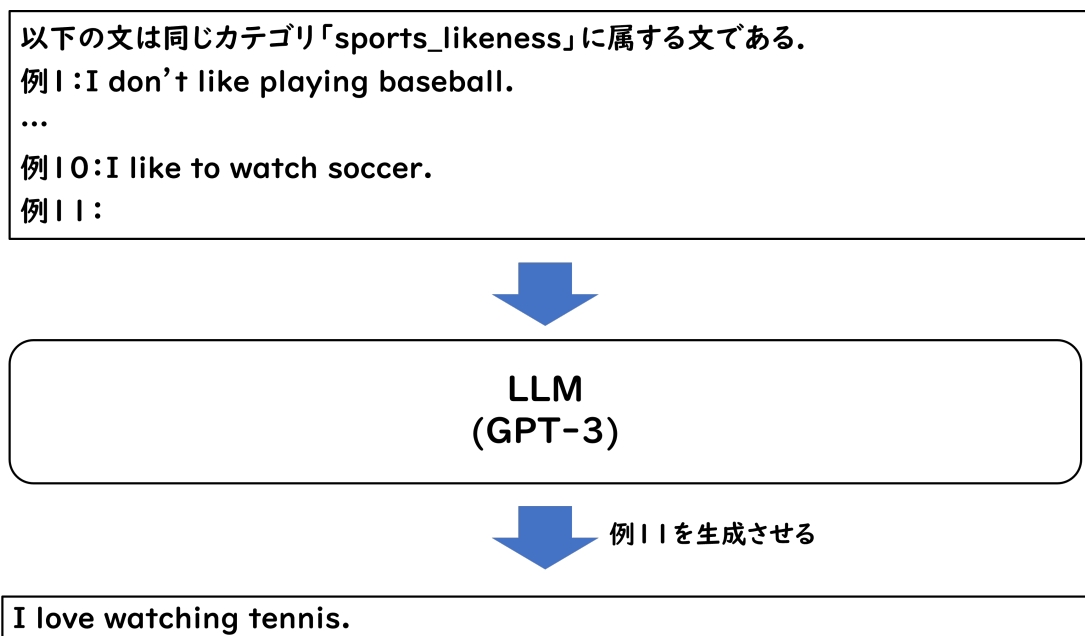 以下の文は同じカテゴリ「sports_likeness」に属する文である.
例1:I don't like playing baseball.
…
例10:I like to watch soccer.
例11:
LLM
(GPT-3)
例11を生成させる
I love watching tennis.